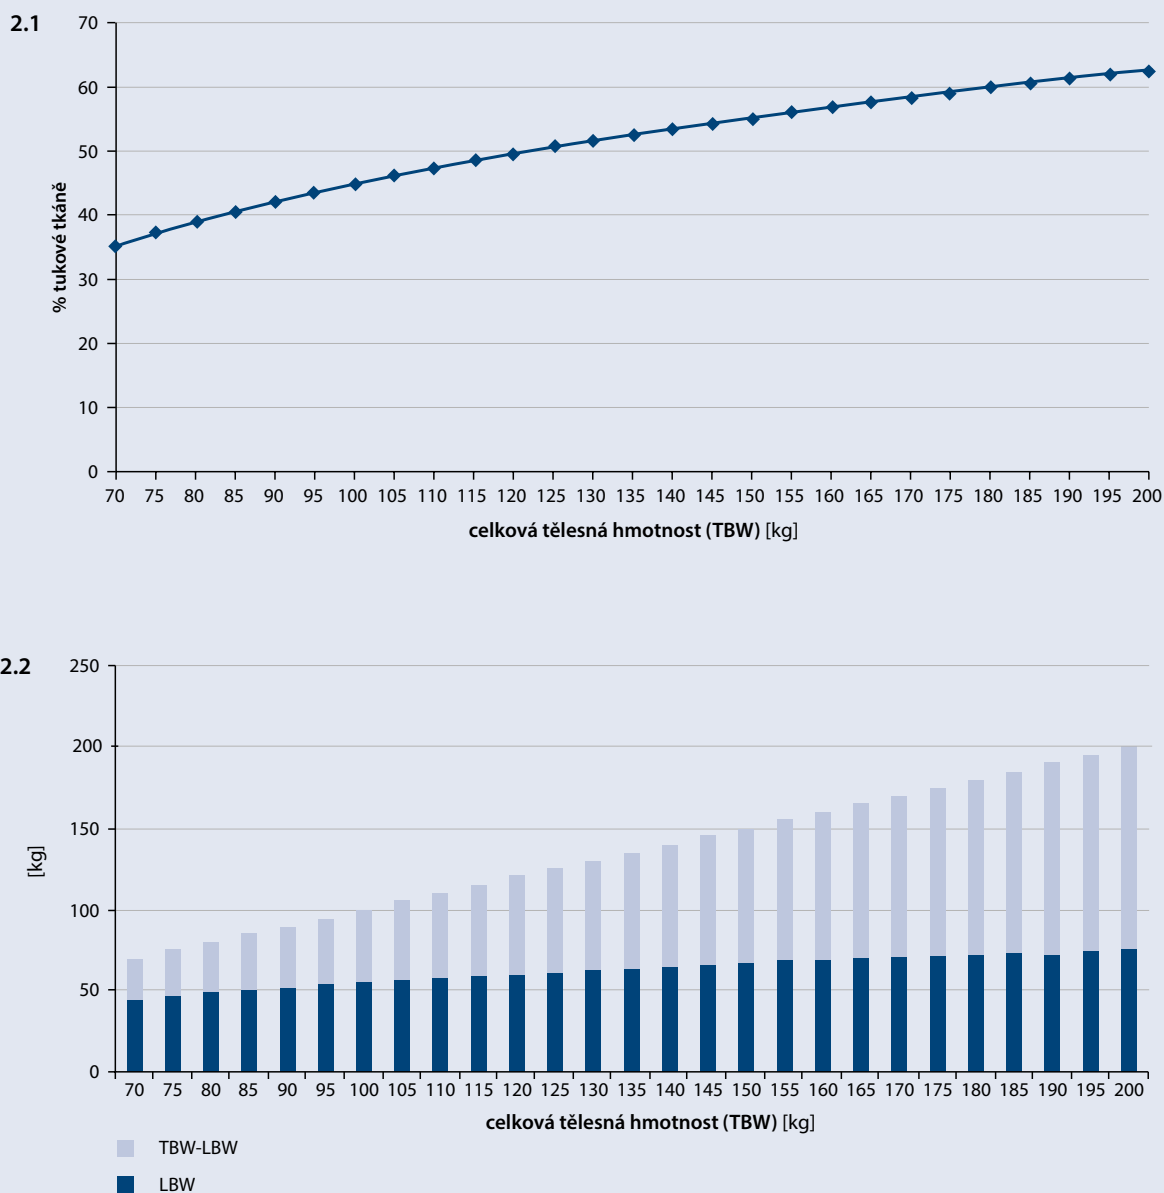 2.1
70
60
50
40
30
20
10
0
% tukové tkáně
70 75 80 85 90 95 100 105 110 115 120 125 130 135 140 145 150 155 160 165 170 175 180 185 190 195 200
celková tělesná hmotnost (TBW) [kg]
2.2
250
200
150
100
50
0
[kg]
70 75 80 85 90 95 100 105 110 115 120 125 130 135 140 145 150 155 160 165 170 175 180 185 190 195 200
celková tělesná hmotnost (TBW) [kg]
TBW-LBW
LBW